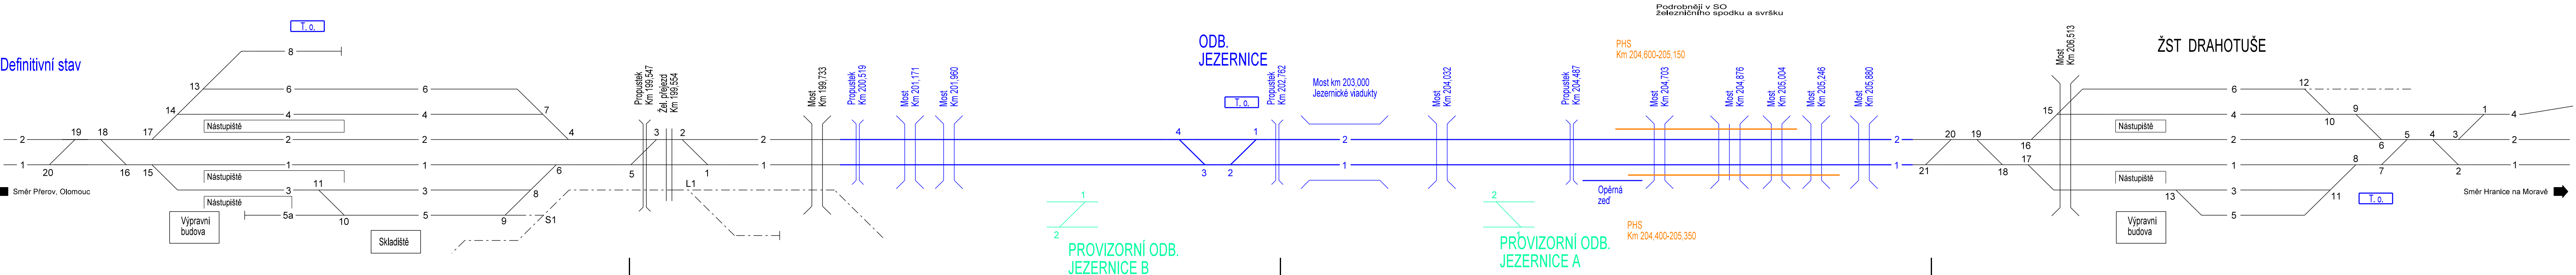 Podrobněji v SO
železničního spodku a svršku
Definitivní stav
T. o.
8
13
6
6
14
4
4
7
Nástupiště
2
19
18
17
2
2
4
1
20
16
15
1
1
6
Směr Přerov, Olomouc
Nástupiště
11
3
3
8
Nástupiště
5a
10
5
9
S1
Výpravní
budova
Skladiště
Propustek
Km 199,547
Žel. přejezd
Km 199,554
3
2
2
5
1
1
L1
Most
Km 199,733
Propustek
Km 200,519
Most
Km 201,171
Most
Km 201,960
ODB.
JEZERNICE
T. o.
4
1
3
2
Propustek
Km 202,762
Most km 203,000
Jezernické viadukty
2
1
Most
Km 204,032
Propustek
Km 204,487
PHS
Km 204,600-205,150
Most
Km 204,703
Most
Km 204,876
Most
Km 205,004
Most
Km 205,246
Most
Km 205,880
2
1
Opěrná
zeď
PHS
Km 204,400-205,350
1
2
PROVIZORNÍ ODB.
JEZERNICE B
2
1
PROVIZORNÍ ODB.
JEZERNICE A
Most
Km 206,513
ŽST DRAHOTUŠE
20
19
21
18
15
16
17
6
12
4
9
10
1
4
Nástupiště
2
6
5
4
3
2
1
8
7
2
1
Nástupiště
13
3
11
5
T. o.
Směr Hranice na Moravě
Výpravní
budova